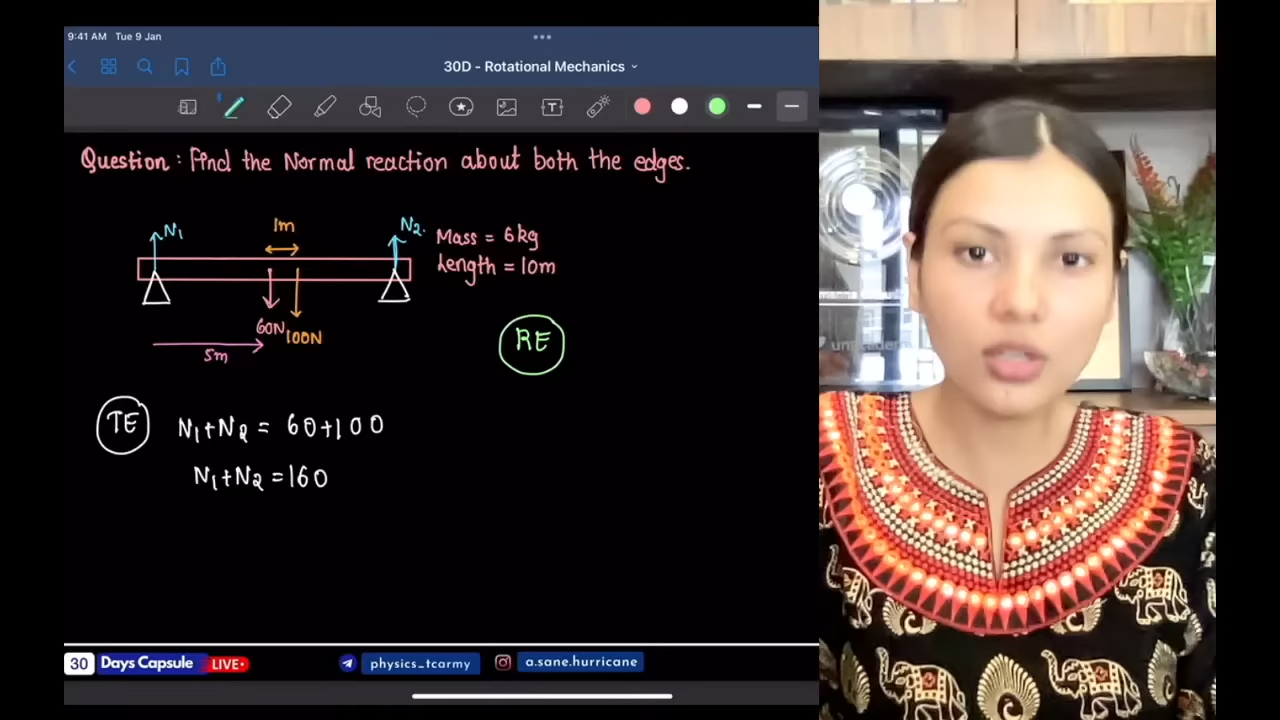 9:41 AM Tue 9 Jan
30D - Rotational Mechanics
Question : Find the Normal reaction about both the edges.
N1
1m
N2.
Mass = 6kg
Length = 10m
60N
100N
5m
RE
TE
N1+N2 = 60+100
N1+N2 = 160
30 Days Capsule LIVE
physics_tcarmy
a.sane.hurricane